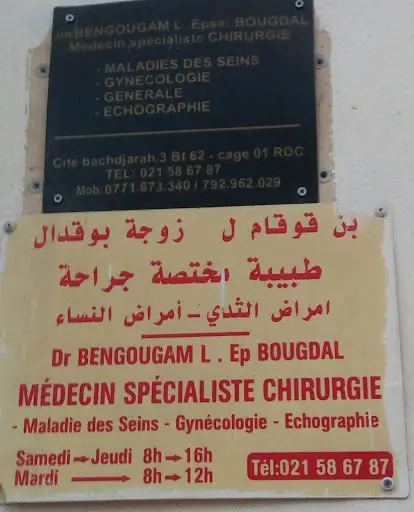 Dr BENGOUGAM L. Epse: BOUGDAL
Médecin spécialiste CHIRURGIE
- MALADIES DES SEINS
- GYNECOLOGIE
- GENERALE
- ECHOGRAPHIE
Cité bachdjarah.3 Bt 62 - cage 01 RDC
TEL: 021 58 67 87
Mob: 0771.673.340 / 792.962.029
بن قوقام ل زوجة بوقدال
طبيبة مختصة جراحة
امراض الثدي - أمراض النساء
Dr BENGOUGAM L . Ep BOUGDAL
MÉDECIN SPÉCIALISTE CHIRURGIE
- Maladie des Seins - Gynécologie - Echographie
Samedi → Jeudi 8h → 16h
Mardi → 8h → 12h
Tél:021 58 67 87